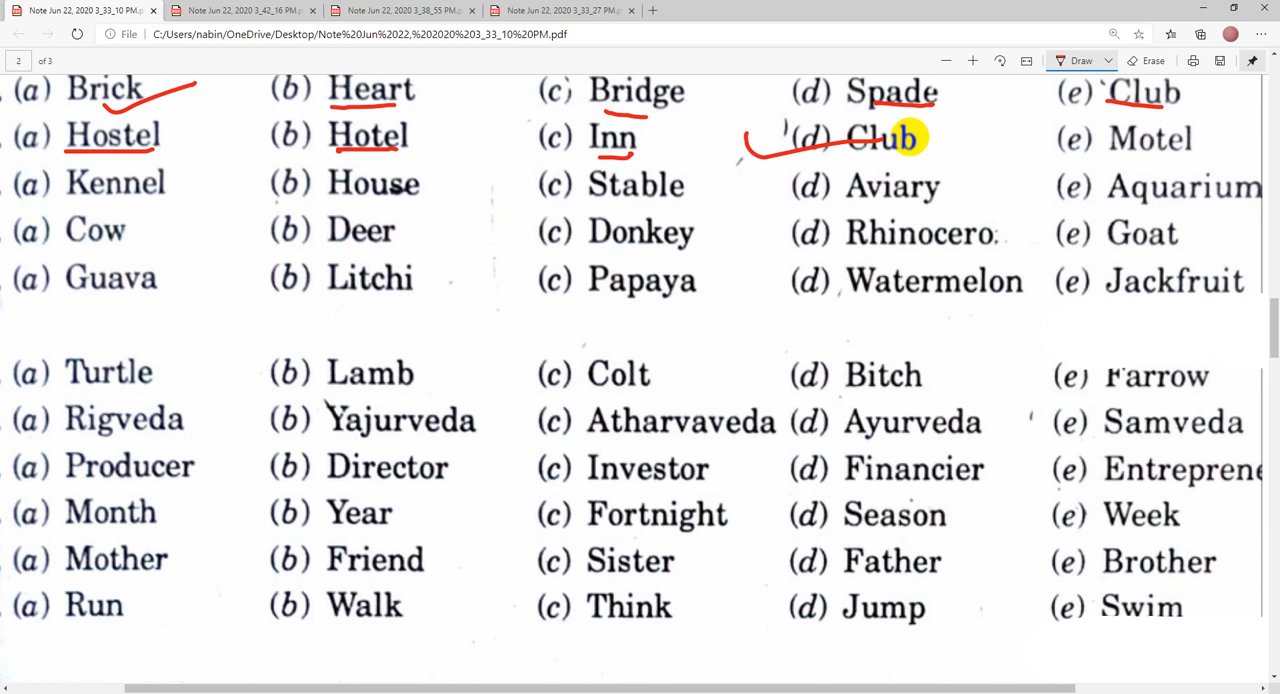 Note Jun 22, 2020 3_33_10 PM.p Note Jun 22, 2020 3_42_16 PM.p Note Jun 22, 2020 3_38_55 PM.p Note Jun 22, 2020 3_33_27 PM.p
File C:/Users/nabin/OneDrive/Desktop/Note%20Jun%2022,%202020%203_33_10%20PM.pdf
2 of 3 Draw Erase
(a) Brick (b) Heart (c) Bridge (d) Spade (e) Club
(a) Hostel (b) Hotel (c) Inn (d) Club (e) Motel
(a) Kennel (b) House (c) Stable (d) Aviary (e) Aquarium
(a) Cow (b) Deer (c) Donkey (d) Rhinocero (e) Goat
(a) Guava (b) Litchi (c) Papaya (d) Watermelon (e) Jackfruit
(a) Turtle (b) Lamb (c) Colt (d) Bitch (e) Farrow
(a) Rigveda (b) Yajurveda (c) Atharvaveda (d) Ayurveda (e) Samveda
(a) Producer (b) Director (c) Investor (d) Financier (e) Entreprene
(a) Month (b) Year (c) Fortnight (d) Season (e) Week
(a) Mother (b) Friend (c) Sister (d) Father (e) Brother
(a) Run (b) Walk (c) Think (d) Jump (e) Swim